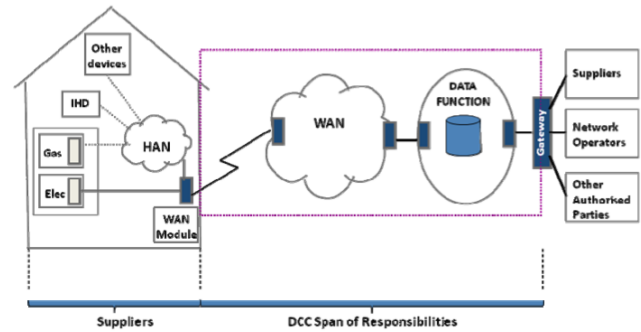 Other
devices
IHD
HAN
Gas
Elec
WAN
Module
WAN
DATA
FUNCTION
Gateway
Suppliers
Network
Operators
Other
Authorked
Parties
Suppliers
DCC Span of Responsibilities